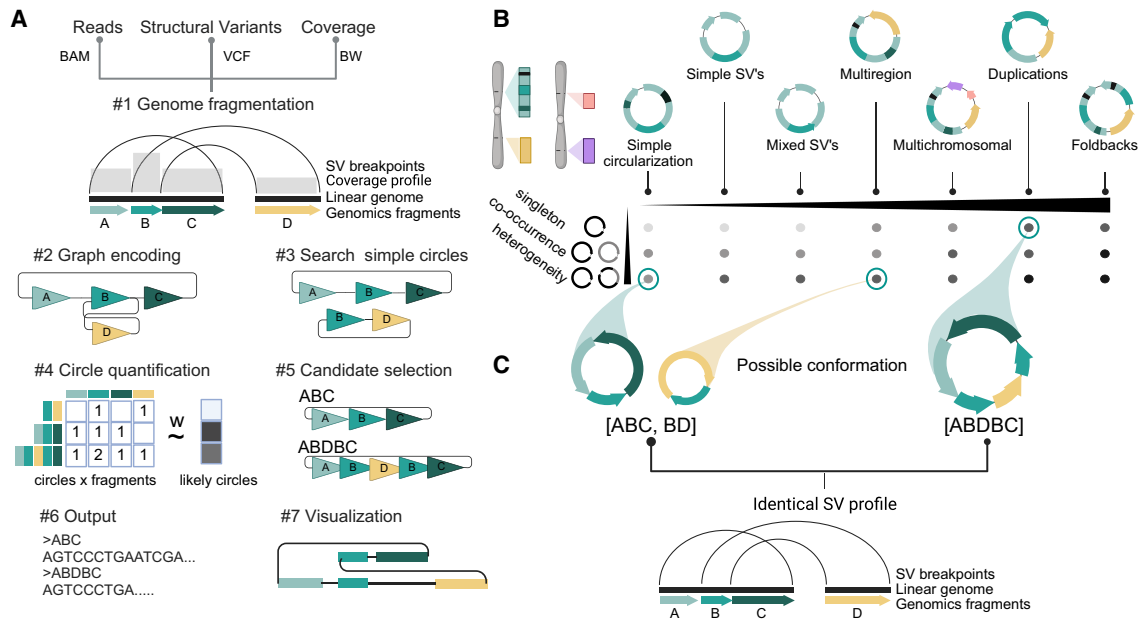 A
Reads Structural Variants Coverage
BAM VCF BW
#1 Genome fragmentation
SV breakpoints
Coverage profile
Linear genome
Genomics fragments
A B C D
#2 Graph encoding
A B C
D
#3 Search simple circles
A B C
B D
#4 Circle quantification
1 1
1 1 1
1 2 1 1
w
~
circles x fragments likely circles
#5 Candidate selection
ABC
A B C
ABDBC
A B D B C
#6 Output
>ABC
AGTCCCTGAATCGA...
>ABDBC
AGTCCCTGA.....
#7 Visualization
B
Simple SV's Multiregion Duplications
Simple
circularization
Mixed SV's
Multichromosomal
Foldbacks
singleton
co-occurrence
heterogeneity
C
Possible conformation
[ABC, BD] [ABDBC]
Identical SV profile
SV breakpoints
Linear genome
Genomics fragments
A B C D